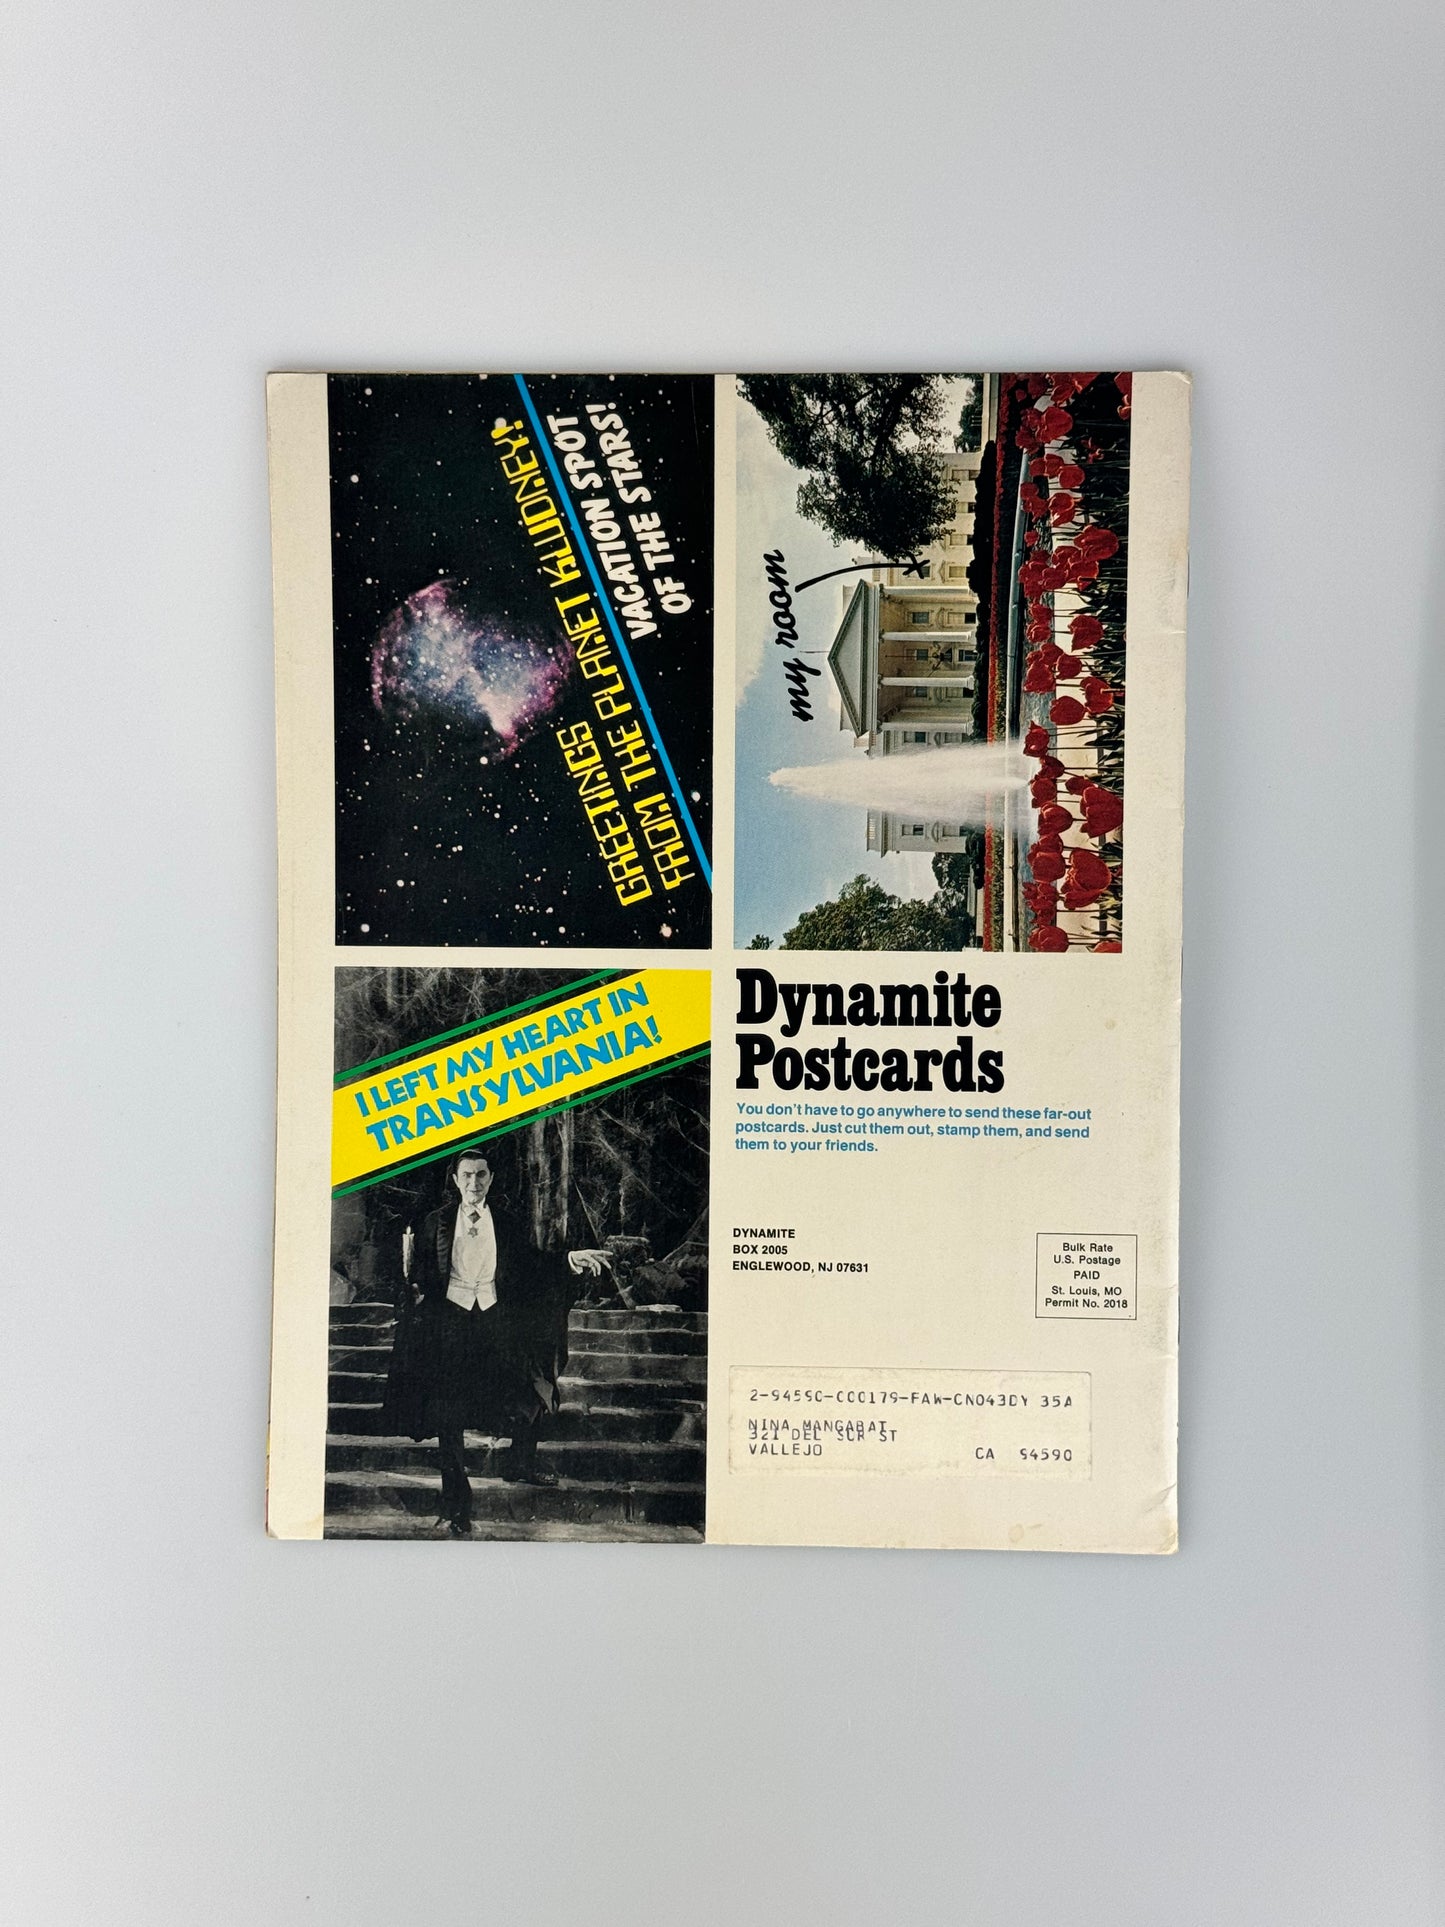 GREETINGS
FROM THE PLANET KLUDNEY!
VACATION SPOT
OF THE STARS!
my room
I LEFT MY HEART IN
TRANSYLVANIA!
Dynamite
Postcards
You don't have to go anywhere to send these far-out
postcards. Just cut them out, stamp them, and send
them to your friends.
DYNAMITE
BOX 2005
ENGLEWOOD, NJ 07631
Bulk Rate
U.S. Postage
PAID
St. Louis, MO
Permit No. 2018
2-94590-000179-FAW-CN043DY 35A
NINA MANGABAT
321 DEL SUR ST
VALLEJO CA 94590